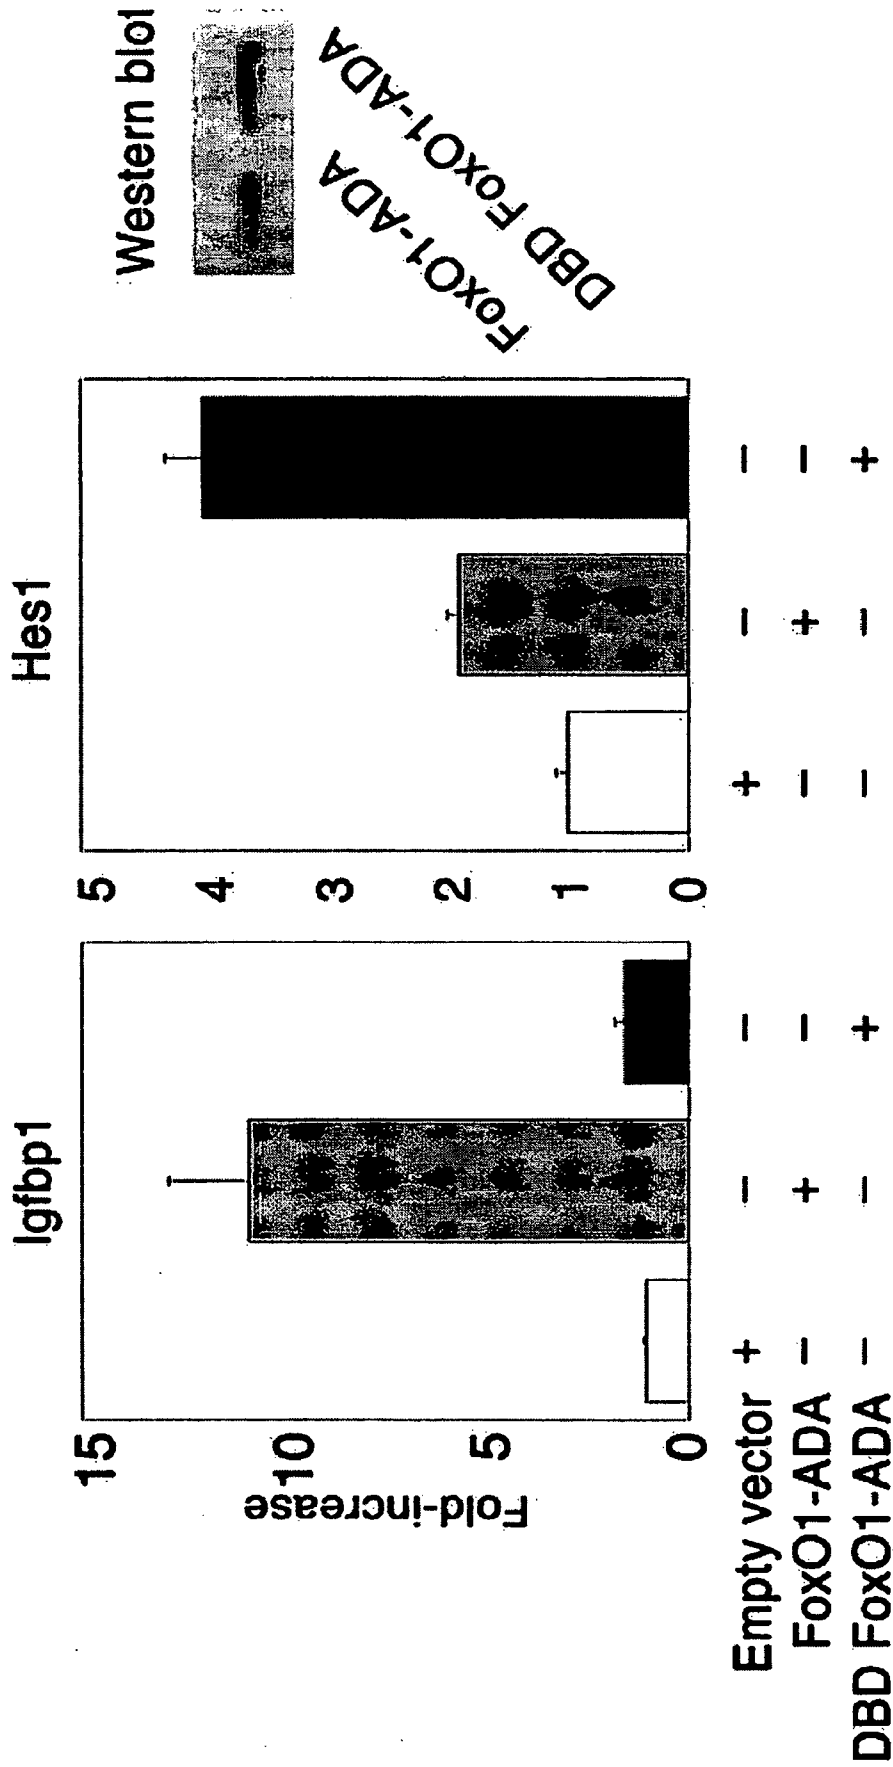 Igfbp1
Hes1
Western blot
Fold-increase
15
10
5
0
5
4
3
2
1
0
FoxO1-ADA
DBD FoxO1-ADA
Empty vector + − − + − −
FoxO1-ADA − + − − + −
DBD FoxO1-ADA − − + − − +